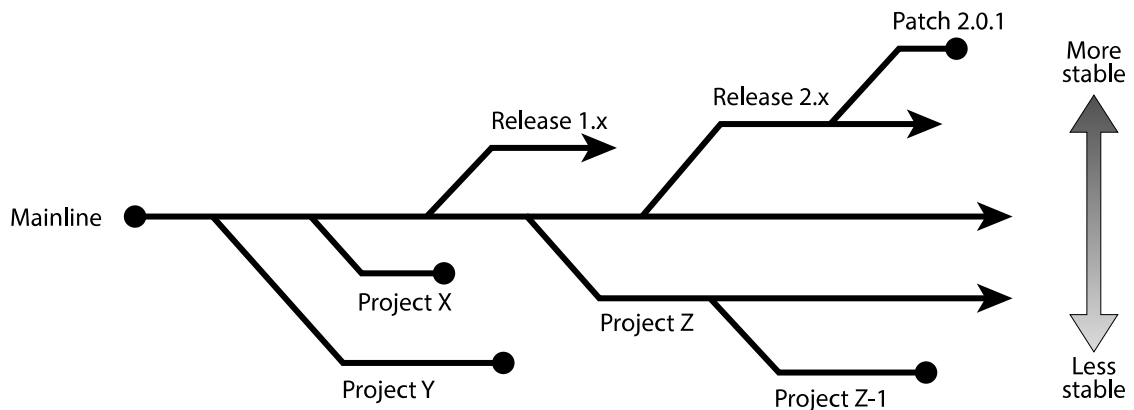 Patch 2.0.1
More
stable
Release 2.x
Release 1.x
Mainline
Project X
Project Z
Project Y
Project Z-1
Less
stable